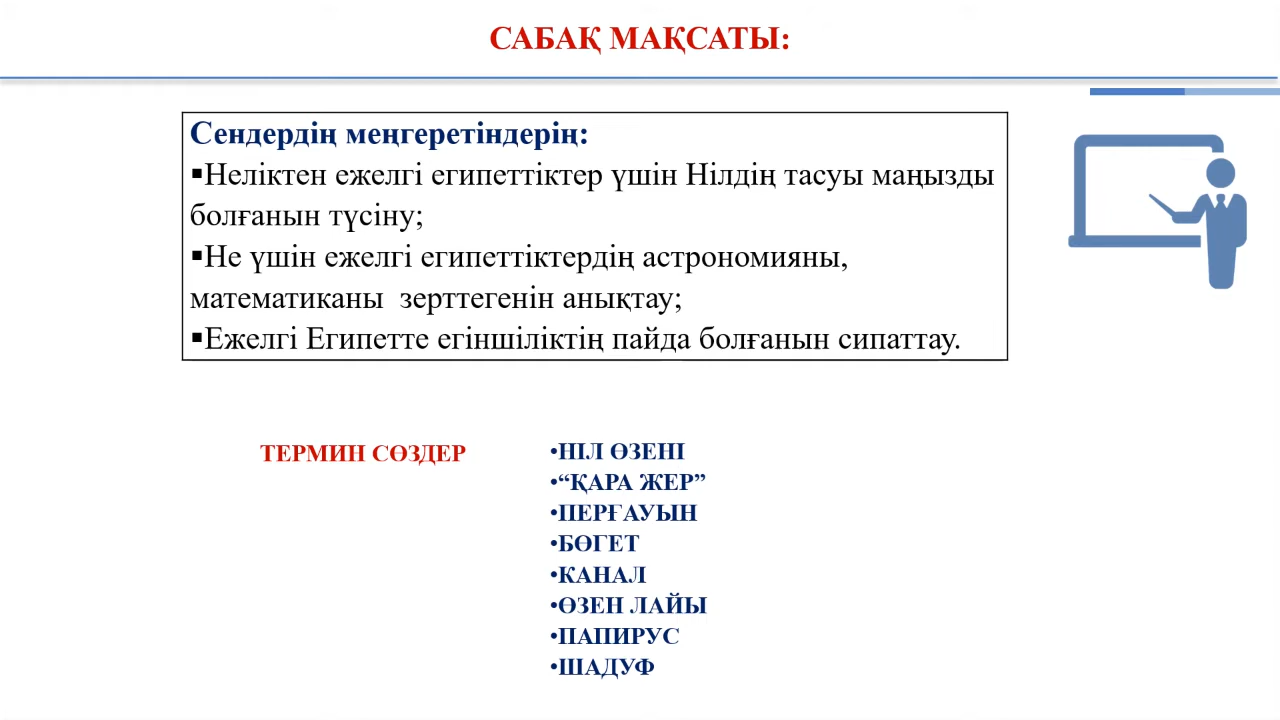 САБАҚ МАҚСАТЫ:
Сендердің меңгеретіндерің:
▪Неліктен ежелгі египеттіктер үшін Нілдің тасуы маңызды
болғанын түсіну;
▪Не үшін ежелгі египеттіктердің астрономияны,
математиканы  зерттегенін анықтау;
▪Ежелгі Египетте егіншіліктің пайда болғанын сипаттау.
ТЕРМИН СӨЗДЕР
•НІЛ ӨЗЕНІ
•“ҚАРА ЖЕР”
•ПЕРҒАУЫН
•БӨГЕТ
•КАНАЛ
•ӨЗЕН ЛАЙЫ
•ПАПИРУС
•ШАДУФ